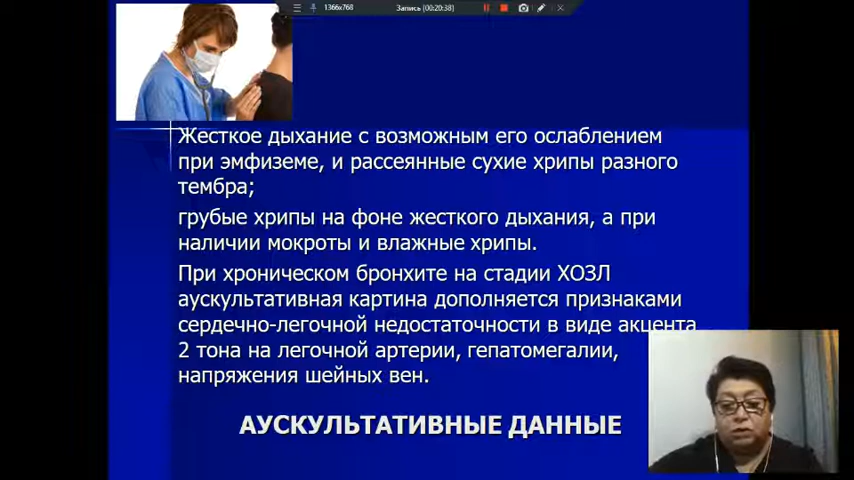 1366x768
Запись [00:20:38]
Жесткое дыхание с возможным его ослаблением
при эмфиземе, и рассеянные сухие хрипы разного
тембра;
грубые хрипы на фоне жесткого дыхания, а при
наличии мокроты и влажные хрипы.
При хроническом бронхите на стадии ХОЗЛ
аускультативная картина дополняется признаками
сердечно-легочной недостаточности в виде акцента
2 тона на легочной артерии, гепатомегалии,
напряжения шейных вен.
АУСКУЛЬТАТИВНЫЕ ДАННЫЕ